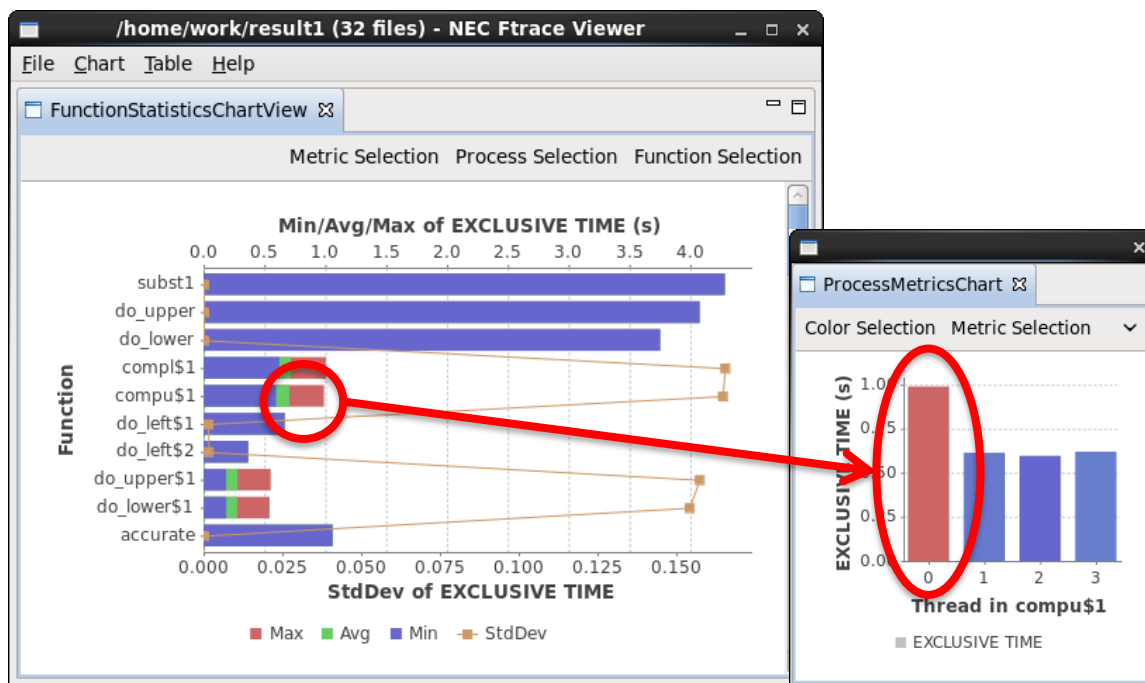 /home/work/result1 (32 files) - NEC Ftrace Viewer
File Chart Table Help
FunctionStatisticsChartView
Metric Selection Process Selection Function Selection
Min/Avg/Max of EXCLUSIVE TIME (s)
0.0 0.5 1.0 1.5 2.0 2.5 3.0 3.5 4.0
Function
subst1
do_upper
do_lower
compl$1
compu$1
do_left$1
do_left$2
do_upper$1
do_lower$1
accurate
0.000 0.025 0.050 0.075 0.100 0.125 0.150
StdDev of EXCLUSIVE TIME
Max Avg Min StdDev
ProcessMetricsChart
Color Selection Metric Selection
EXCLUSIVE TIME (s)
0 1 2 3
Thread in compu$1
EXCLUSIVE TIME